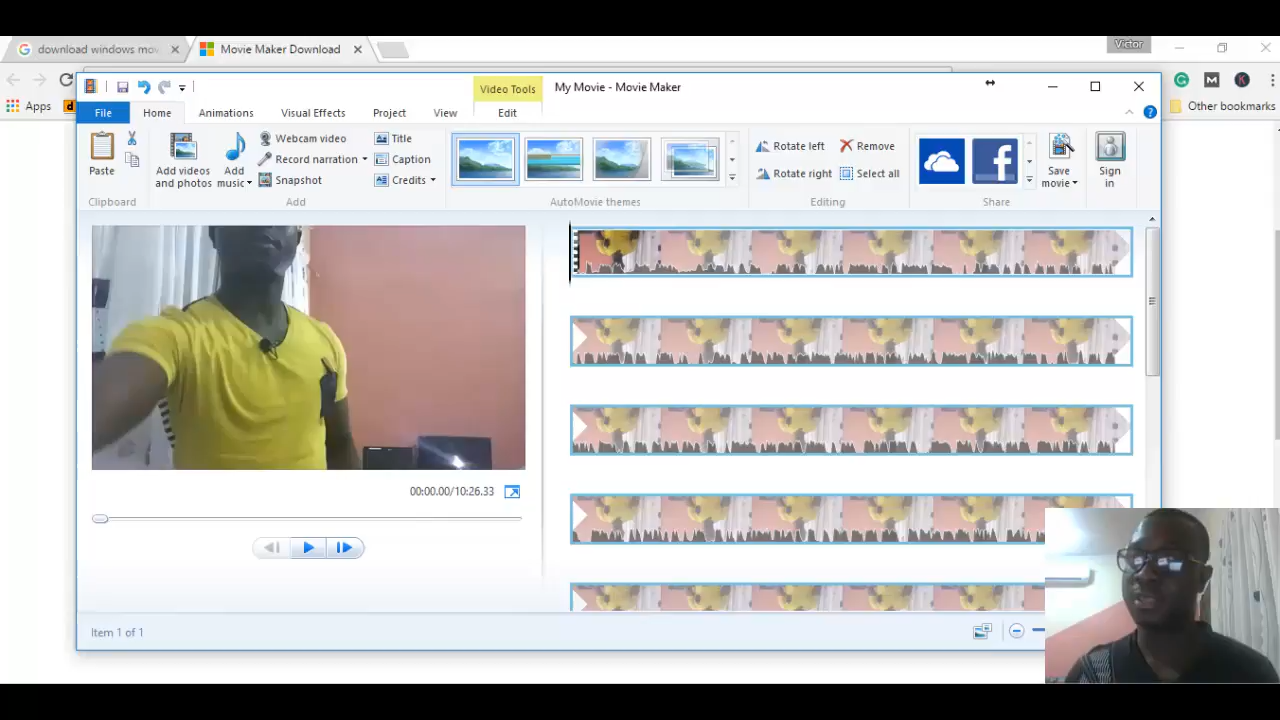 download windows mov
Movie Maker Download
Victor
Apps
Other bookmarks
Video Tools
My Movie - Movie Maker
File
Home
Animations
Visual Effects
Project
View
Edit
Paste
Clipboard
Add videos
and photos
Add
music
Webcam video
Record narration
Snapshot
Title
Caption
Credits
Add
AutoMovie themes
Rotate left
Rotate right
Remove
Select all
Editing
Share
Save
movie
Sign
in
00:00.00/10:26.33
Item 1 of 1